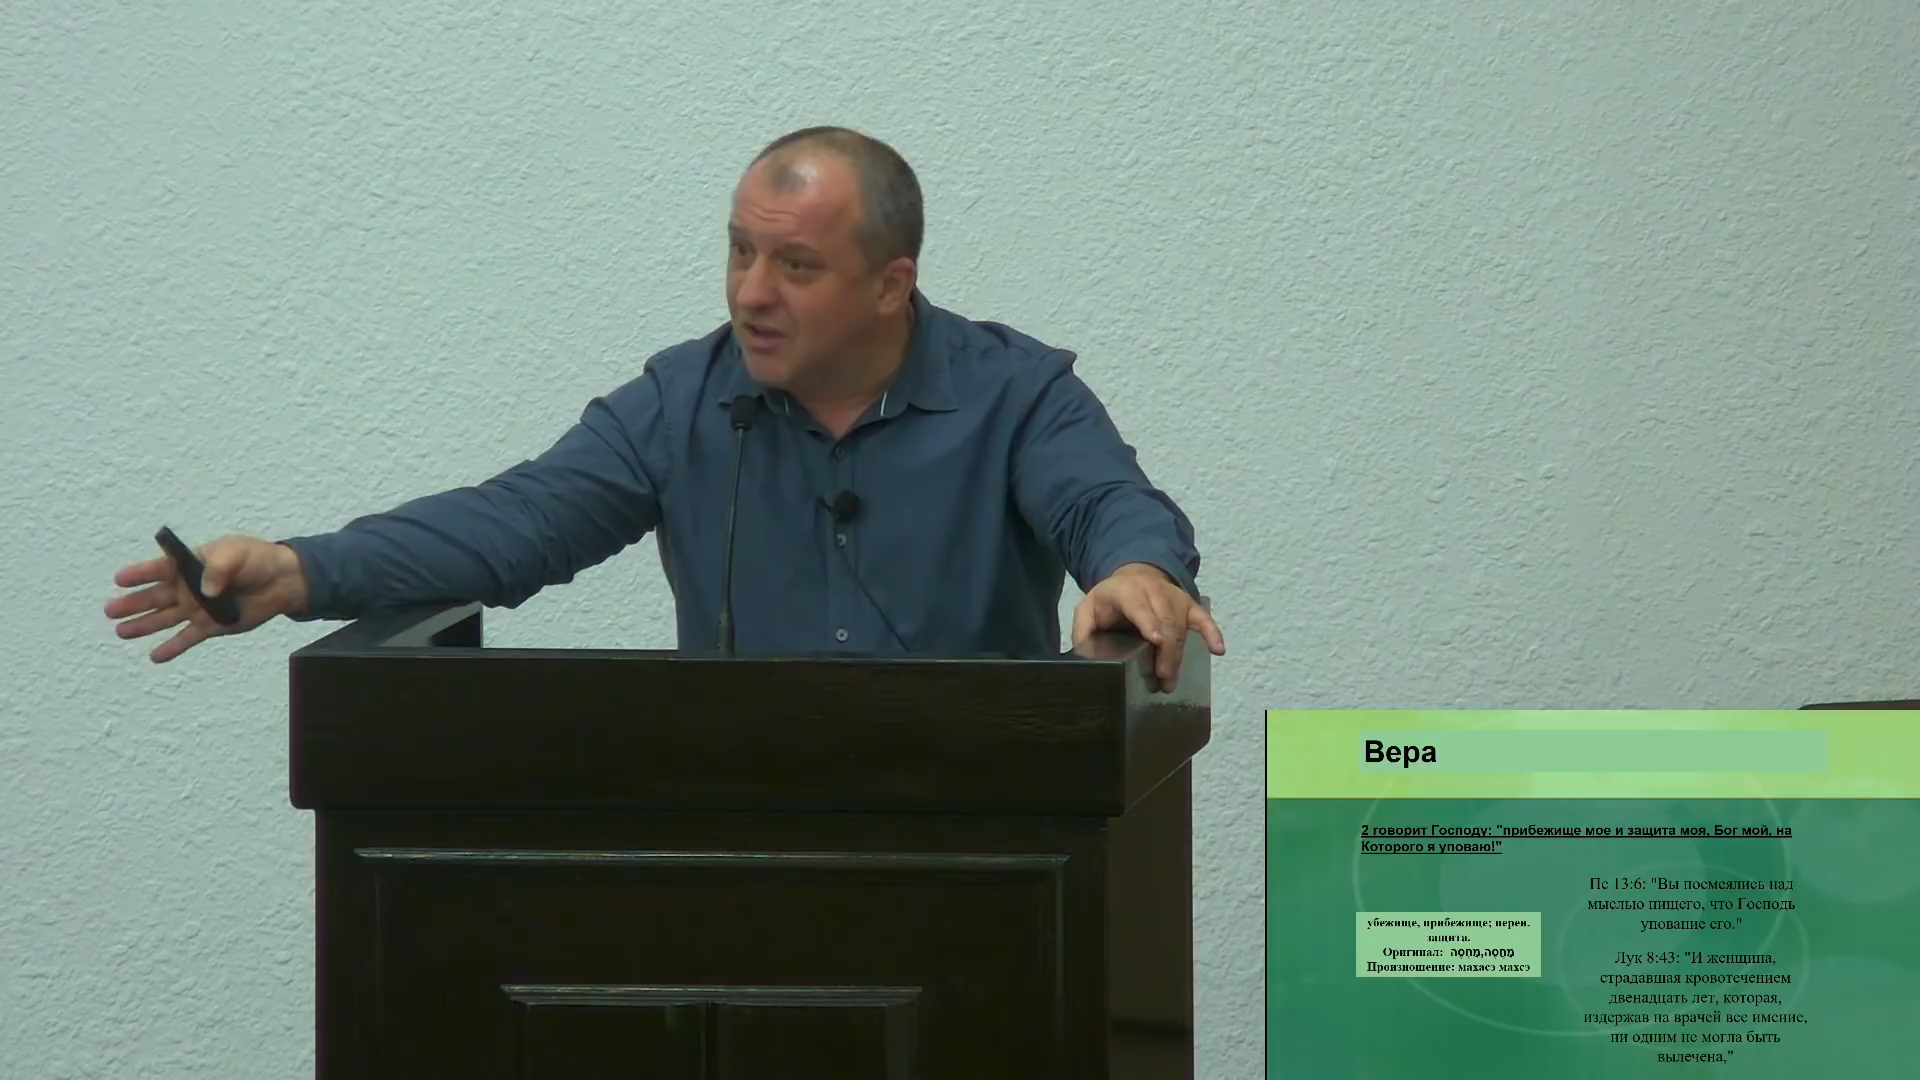 Вера
2 говорит Господу: "прибежище мое и защита моя, Бог мой, на
Которого я уповаю!"
Пс 13:6: "Вы посмеялись над
мыслью нищего, что Господь
упование его."
убежище, прибежище; перен.
защита.
Оригинал: מַחְסֶה,מַחֲסֶה
Произношение: махасэ махсэ
Лук 8:43: "И женщина,
страдавшая кровотечением
двенадцать лет, которая,
издержав на врачей все имение,
ни одним не могла быть
вылечена,"